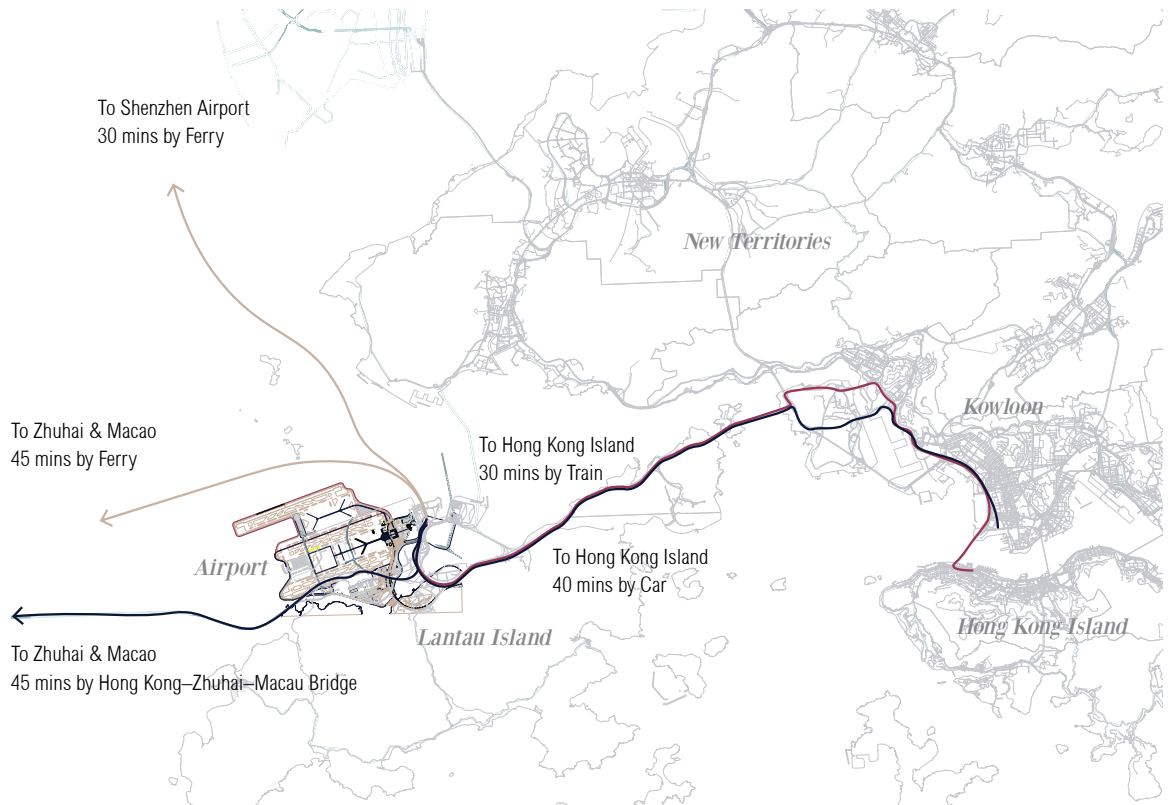 To Shenzhen Airport
30 mins by Ferry
New Territories
Kowloon
To Zhuhai & Macao
45 mins by Ferry
To Hong Kong Island
30 mins by Train
Airport
To Hong Kong Island
40 mins by Car
Lantau Island
Hong Kong Island
To Zhuhai & Macao
45 mins by Hong Kong–Zhuhai–Macau Bridge